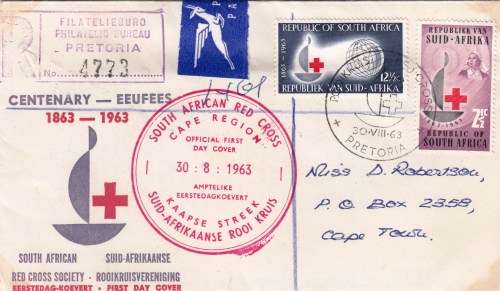 FILATELIEBURO
PHILATELIC BUREAU
PRETORIA
No. 4773
CENTENARY — EEUFEES
1863 — 1963
SOUTH AFRICAN
SUID-AFRIKAANSE
RED CROSS SOCIETY - ROOIKRUISVERENIGING
EERSTEDAG-KOEVERT - FIRST DAY COVER
SOUTH AFRICAN RED CROSS
CAPE REGION
OFFICIAL FIRST
DAY COVER
30 : 8 : 1963
AMPTELIKE
EERSTEDAGKOEVERT
KAAPSE STREEK
SUID-AFRIKAANSE ROOI KRUIS
REPUBLIC OF SOUTH AFRICA
1863 - 1963
12½c
REPUBLIEK VAN SUID-AFRIKA
REPUBLIEK VAN
SUID-AFRIKA
1863-1963
2½c
REPUBLIC OF
SOUTH AFRICA
30-VIII-63
PRETORIA
Miss D. Robertson,
P.O Box 2358,
Cape Town.